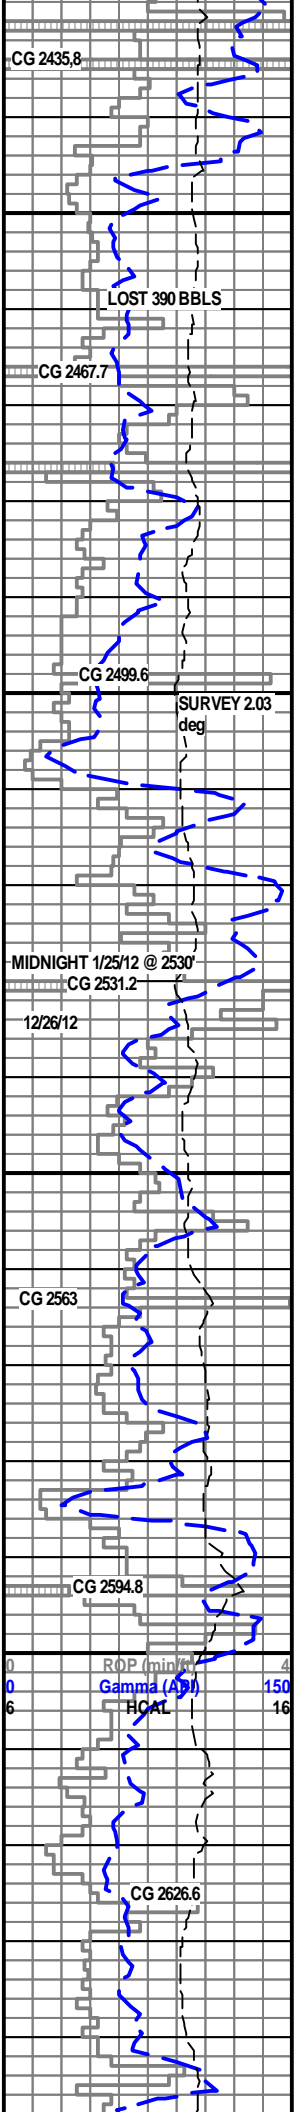 CG 2435,8
LOST 390 BBLS
CG 2467.7
CG 2499.6
SURVEY 2.03
deg
MIDNIGHT 1/25/12 @ 2530'
CG 2531.2
12/26/12
CG 2563
CG 2594.8
0 ROP (min/ft) 4
0 Gamma (API) 150
6 HCAL 16
CG 2626.6